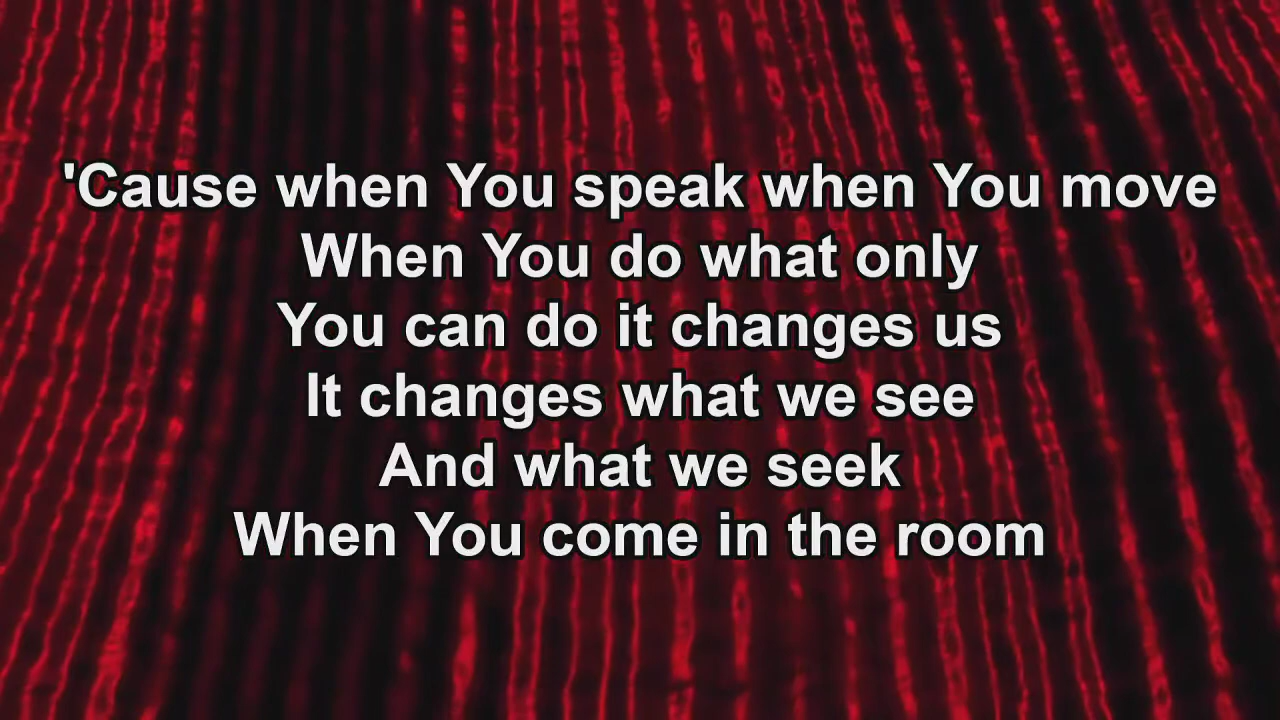 'Cause when You speak when You move
When You do what only
You can do it changes us
It changes what we see
And what we seek
When You come in the room